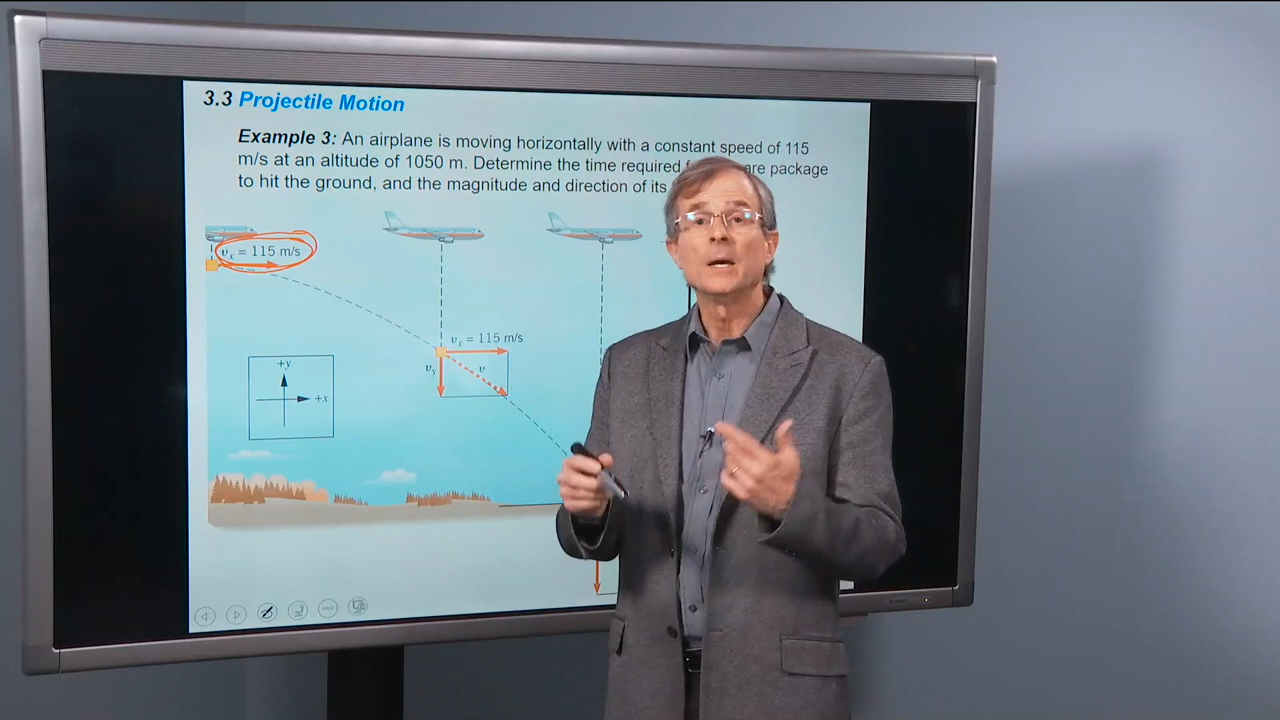 3.3 Projectile Motion
Example 3: An airplane is moving horizontally with a constant speed of 115
m/s at an altitude of 1050 m. Determine the time required package
to hit the ground, and the magnitude and direction of its
vx = 115 m/s
vx = 115 m/s
vy
v
+y
+x